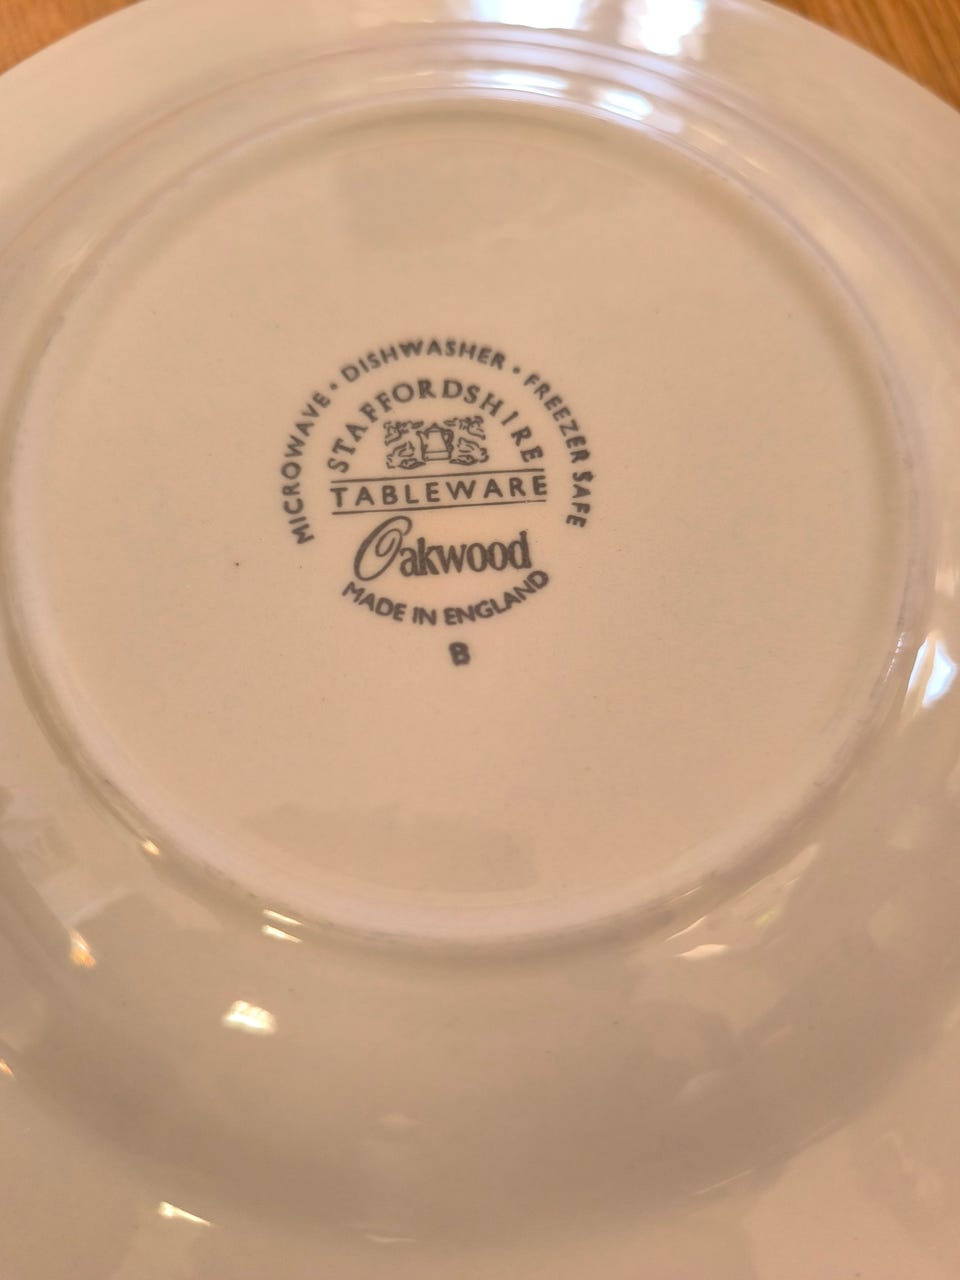 MICROWAVE • DISHWASHER • FREEZER SAFE
STAFFORDSHIRE
TABLEWARE
Oakwood
MADE IN ENGLAND
B